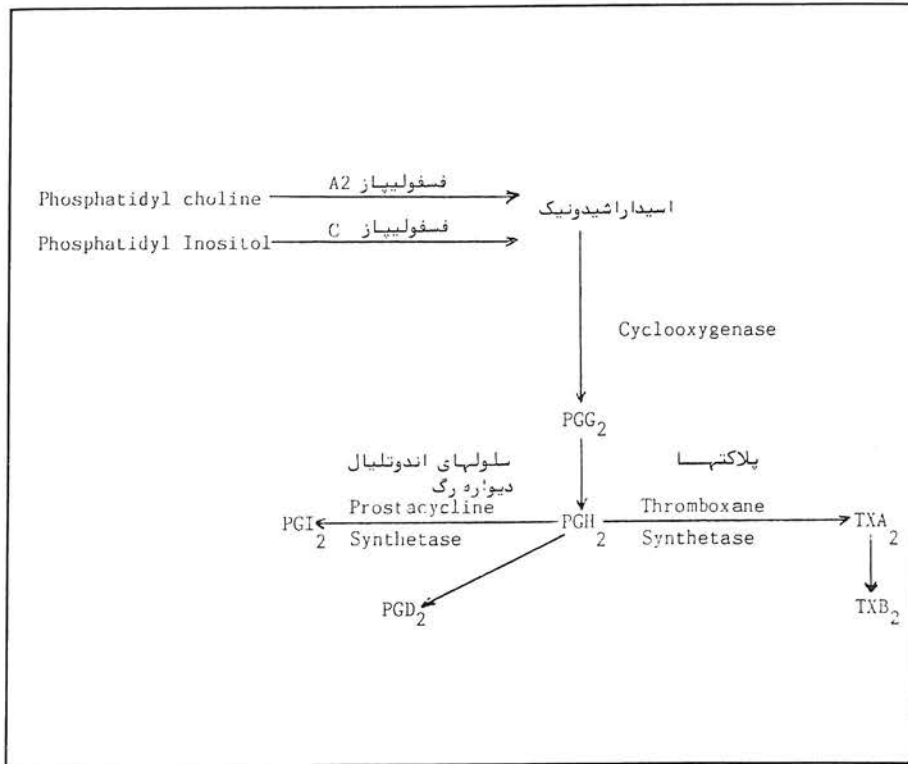 فسفولیپاز A2
Phosphatidyl choline
اسیداراشیدونیک
فسفولیپاز C
Phosphatidyl Inositol
Cyclooxygenase
PGG2
سلولهای اندوتلیال
پلاکتهـــا
دیواره رگ
Prostacycline
Thromboxane
PGI2
PGH2
TXA2
Synthetase
Synthetase
PGD2
TXB2